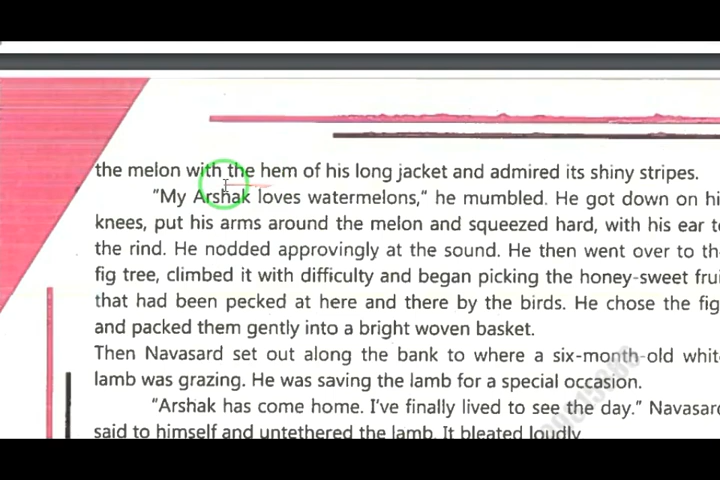 the melon with the hem of his long jacket and admired its shiny stripes.
"My Arshak loves watermelons," he mumbled. He got down on hi
knees, put his arms around the melon and squeezed hard, with his ear t
the rind. He nodded approvingly at the sound. He then went over to th
fig tree, climbed it with difficulty and began picking the honey-sweet frui
that had been pecked at here and there by the birds. He chose the fig
and packed them gently into a bright woven basket.
Then Navasard set out along the bank to where a six-month-old whit
lamb was grazing. He was saving the lamb for a special occasion.
"Arshak has come home. I've finally lived to see the day." Navasard
said to himself and untethered the lamb. It bleated loudly